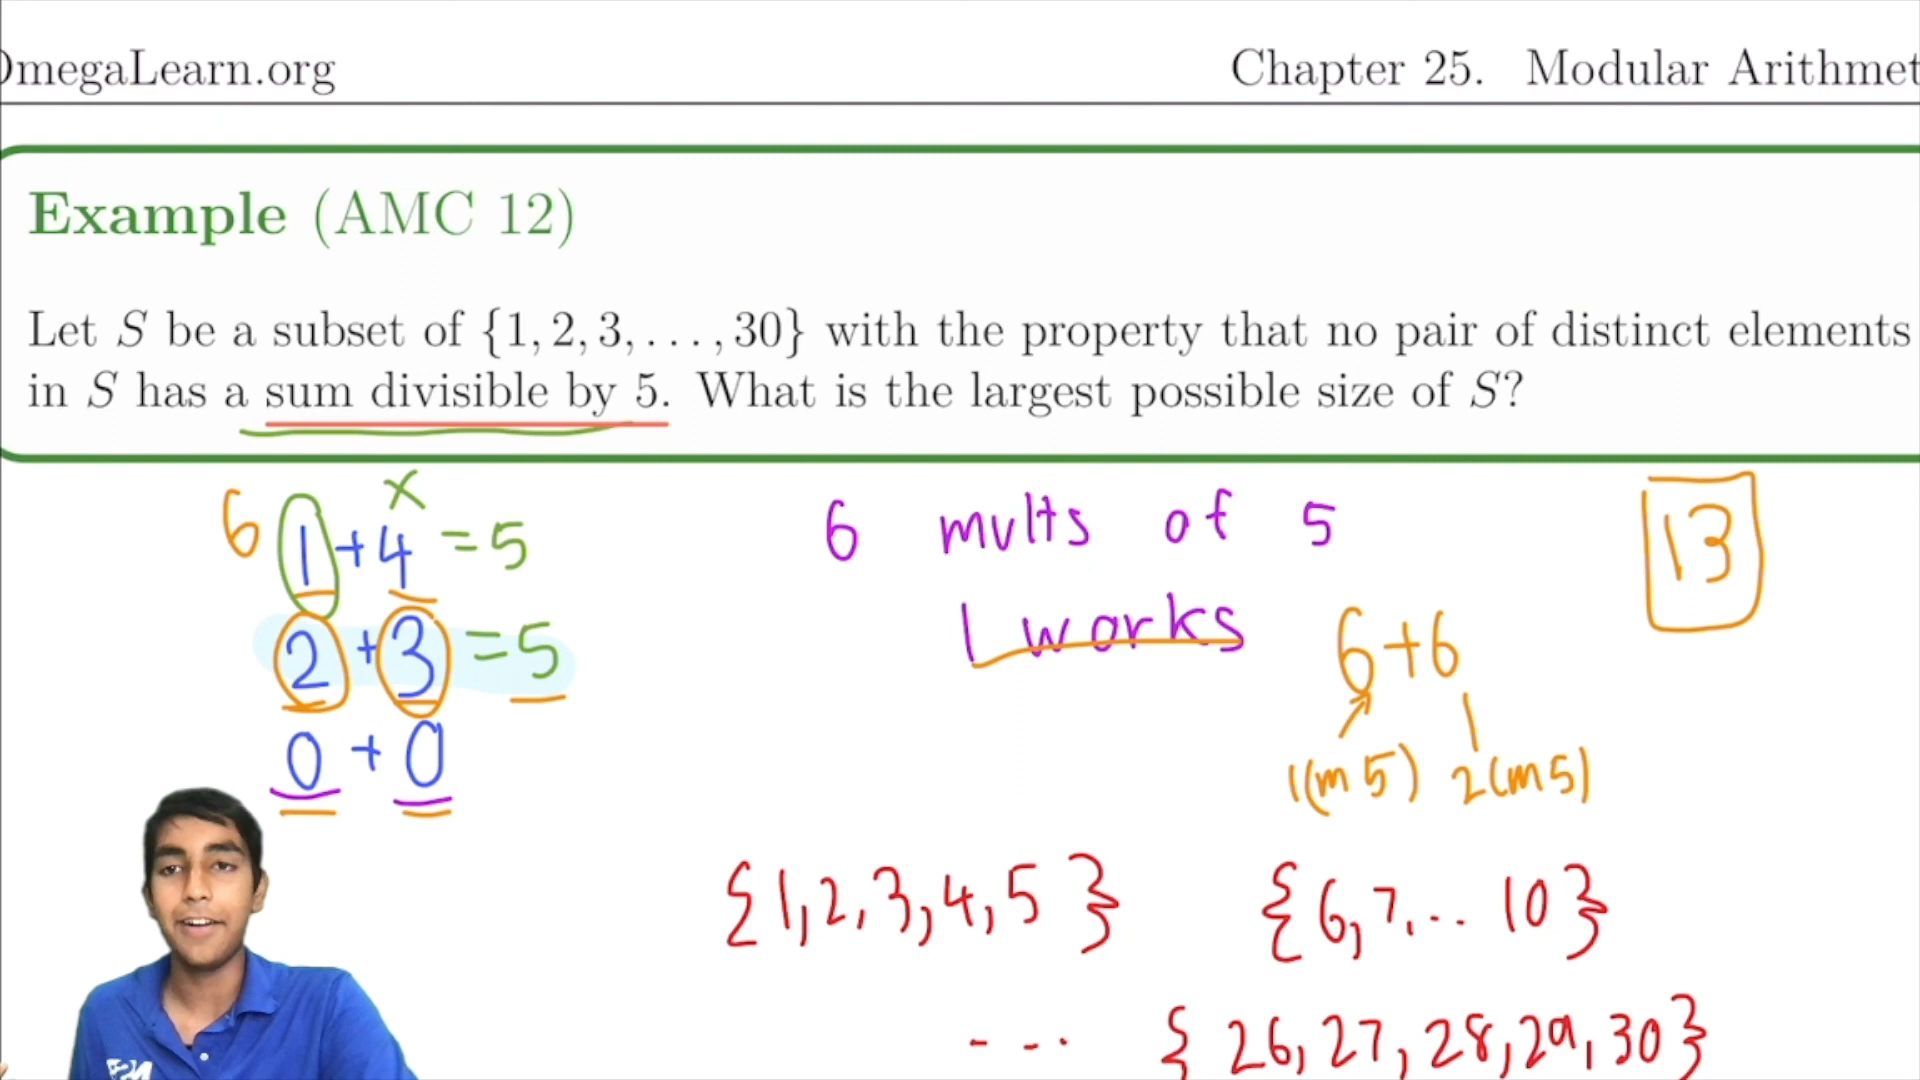 OmegaLearn.org
Chapter 25. Modular Arithmet
Example (AMC 12)
Let S be a subset of {1, 2, 3, . . . , 30} with the property that no pair of distinct elements
in S has a sum divisible by 5. What is the largest possible size of S?
x
6 1+4 =5
2 +3 =5
0 + 0
6 mults of 5
1 works
13
6+6
1(m 5) 2(m 5)
{1,2,3,4,5}
{6,7,.. 10}
--- {26,27,28,29,30}